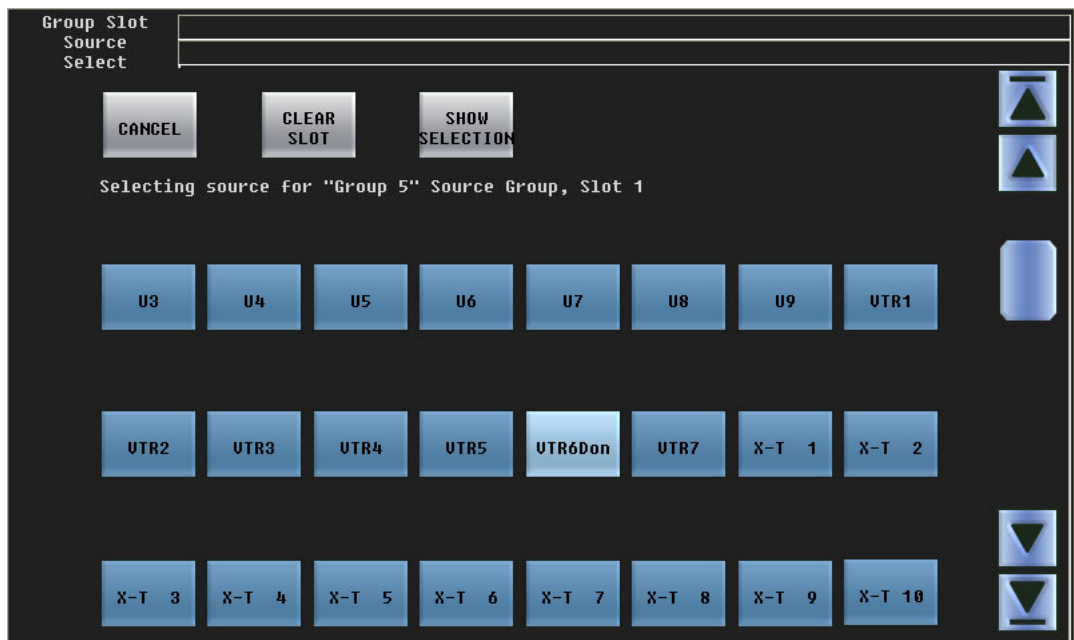 Group Slot
Source
Select
CANCEL
CLEAR
SLOT
SHOW
SELECTION
Selecting source for "Group 5" Source Group, Slot 1
U3 U4 U5 U6 U7 U8 U9 VTR1
VTR2 VTR3 VTR4 VTR5 VTR6Don VTR7 X-T 1 X-T 2
X-T 3 X-T 4 X-T 5 X-T 6 X-T 7 X-T 8 X-T 9 X-T 10